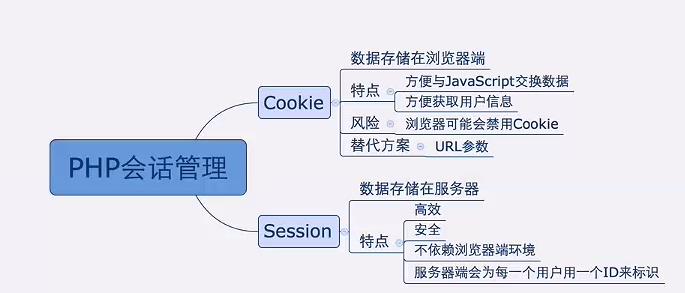 PHP会话管理
Cookie
数据存储在浏览器端
特点
方便与JavaScript交换数据
方便获取用户信息
风险
浏览器可能会禁用Cookie
替代方案
URL参数
Session
数据存储在服务器
特点
高效
安全
不依赖浏览器端环境
服务器端会为每一个用户用一个ID来标识